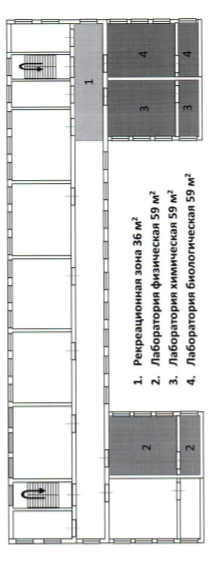 1. Рекреационная зона 36 м²
2. Лаборатория физическая 59 м²
3. Лаборатория химическая 59 м²
4. Лаборатория биологическая 59 м²
1
2
2
3
3
4
4